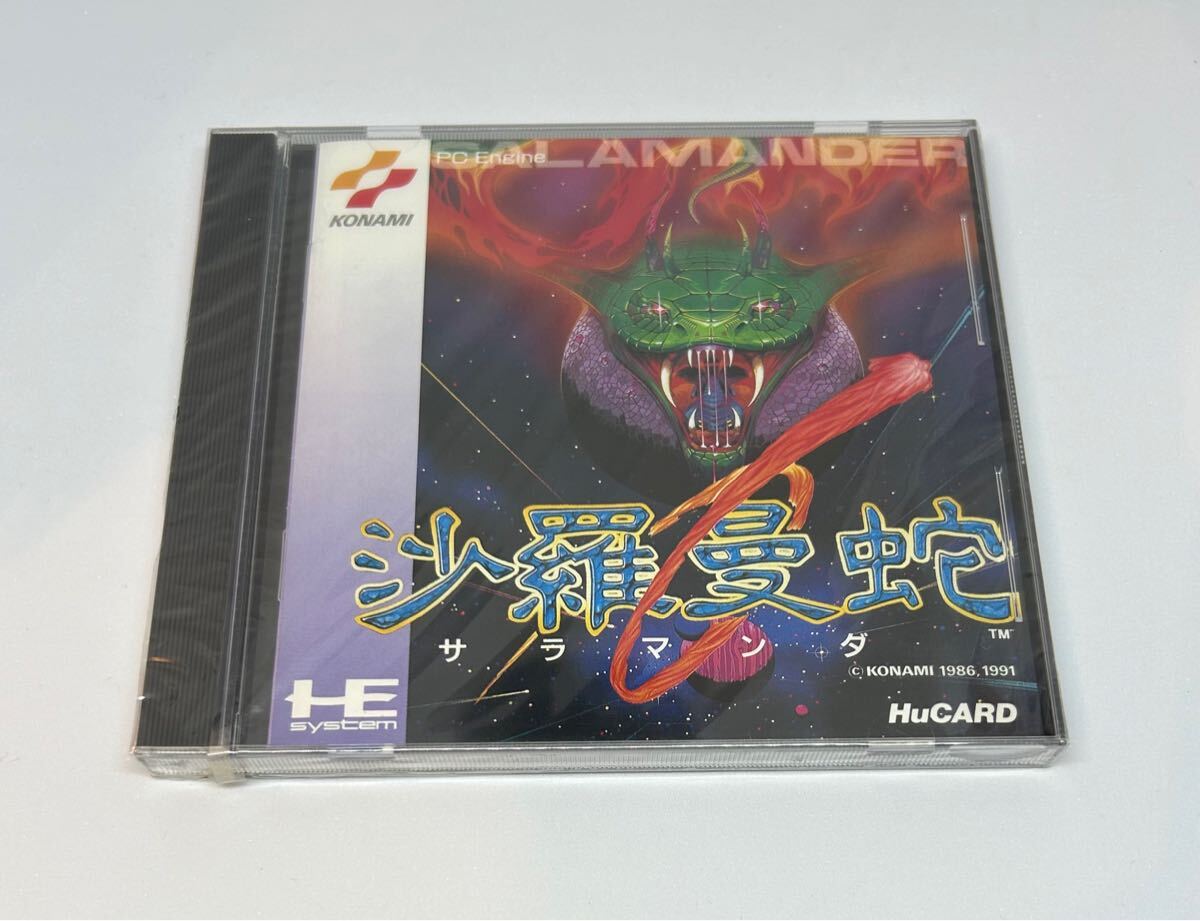 PC Engine
SALAMANDER
KONAMI
沙羅曼蛇
サラマンダ
TM
© KONAMI 1986, 1991
HE
system
HuCARD